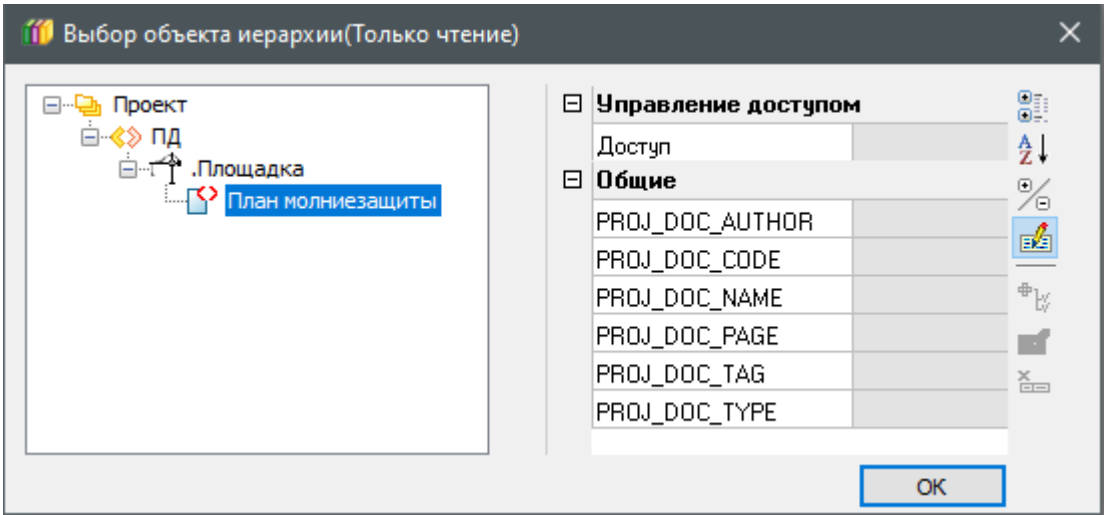 Выбор объекта иерархии(Только чтение)
Проект
ПД
.Площадка
План молниезащиты
Управление доступом
Доступ
Общие
PROJ_DOC_AUTHOR
PROJ_DOC_CODE
PROJ_DOC_NAME
PROJ_DOC_PAGE
PROJ_DOC_TAG
PROJ_DOC_TYPE
A
Z
OK